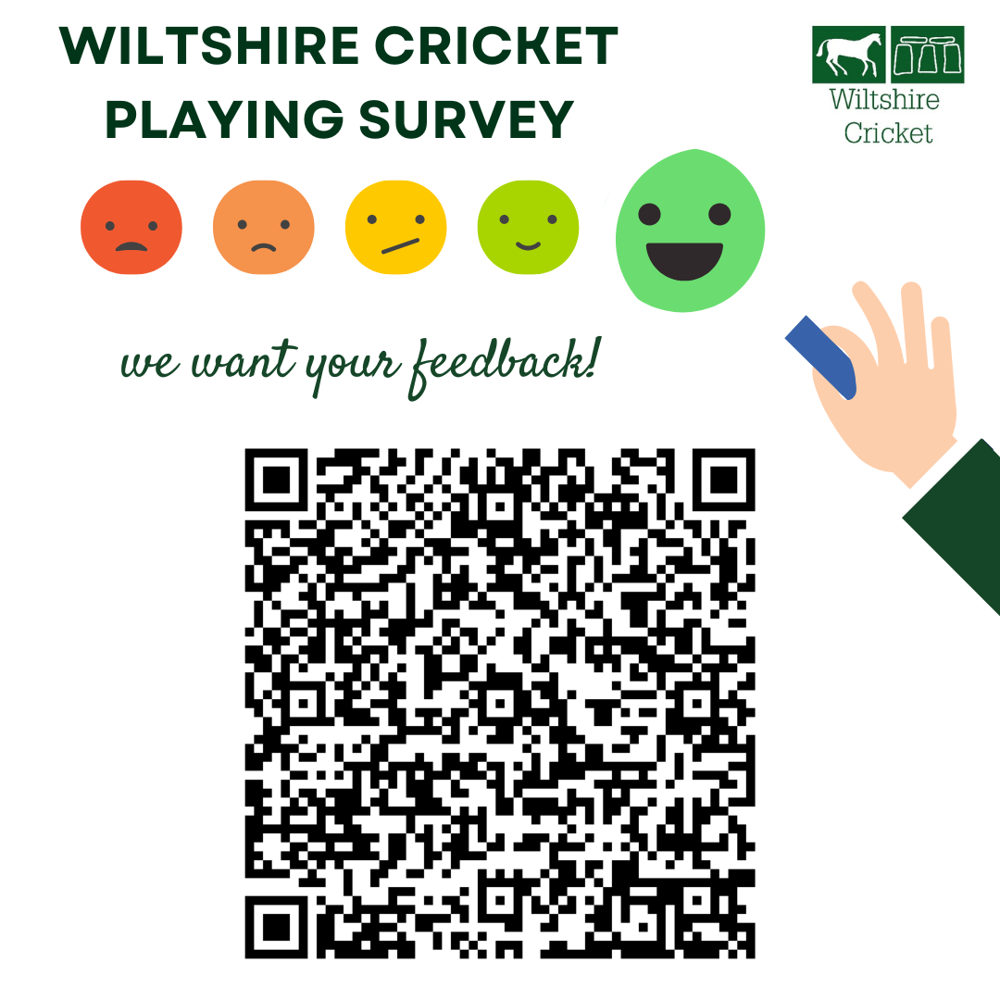 WILTSHIRE CRICKET
PLAYING SURVEY
Wiltshire
Cricket
we want your feedback!